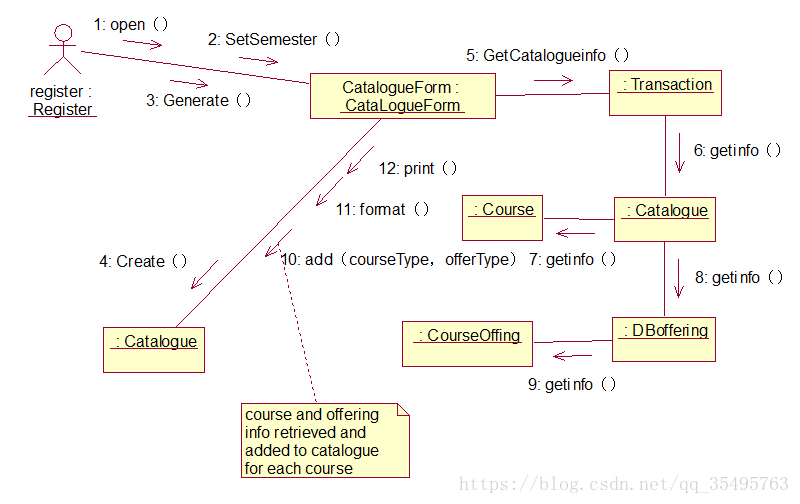 1: open（）
2: SetSemester（）
register :
Register
3: Generate（）
CatalogueForm :
CataLogueForm
5: GetCatalogueinfo（）
: Transaction
6: getinfo（）
12: print（）
11: format（）
: Course
: Catalogue
4: Create（）
10: add（courseType，offerType）
7: getinfo（）
8: getinfo（）
: Catalogue
: CourseOffing
: DBoffering
9: getinfo（）
course and offering
info retrieved and
added to catalogue
for each course
https://blog.csdn.net/qq_35495763